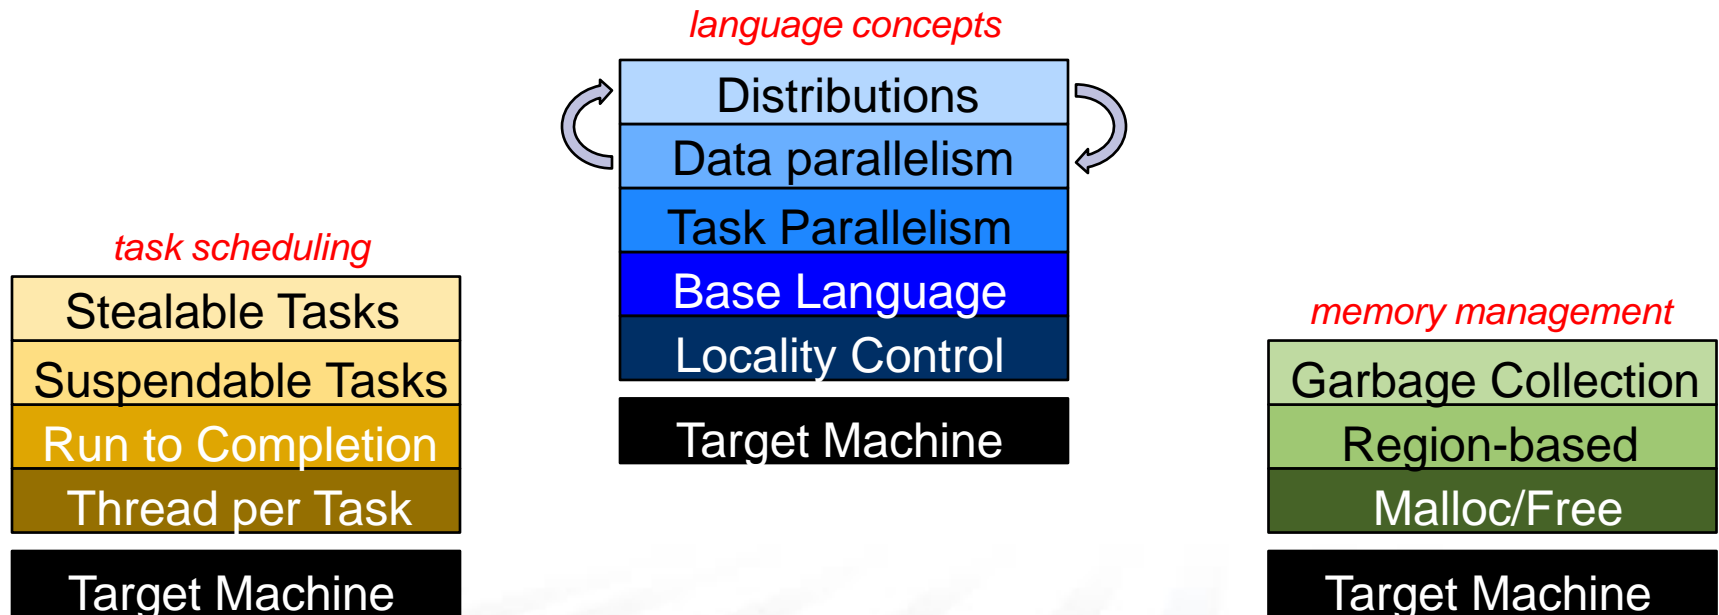 language concepts
Distributions
Data parallelism
Task Parallelism
Base Language
Locality Control
Target Machine
task scheduling
Stealable Tasks
Suspendable Tasks
Run to Completion
Thread per Task
Target Machine
memory management
Garbage Collection
Region-based
Malloc/Free
Target Machine